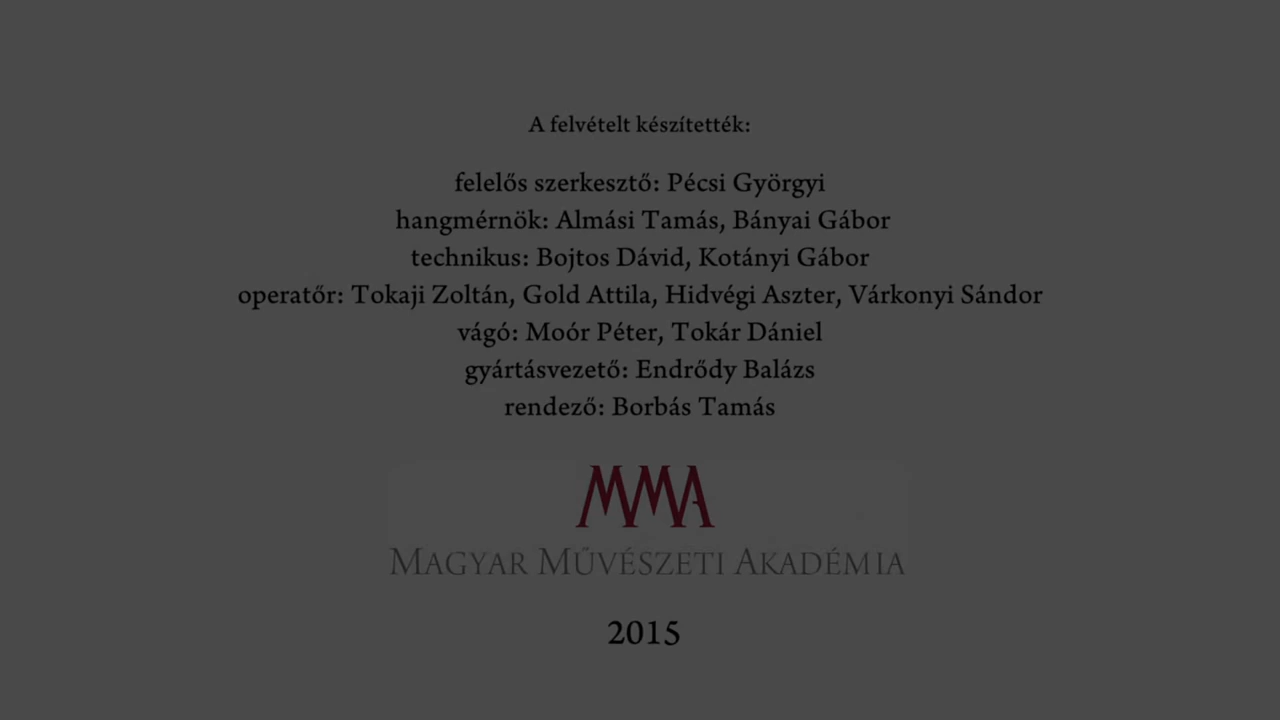 A felvételt készítették:
felelős szerkesztő: Pécsi Györgyi
hangmérnök: Almási Tamás, Bányai Gábor
technikus: Bojtos Dávid, Kotányi Gábor
operatőr: Tokaji Zoltán, Gold Attila, Hidvégi Aszter, Várkonyi Sándor
vágó: Moór Péter, Tokár Dániel
gyártásvezető: Endrődy Balázs
rendező: Borbás Tamás
MMA
MAGYAR MŰVÉSZETI AKADÉMIA
2015